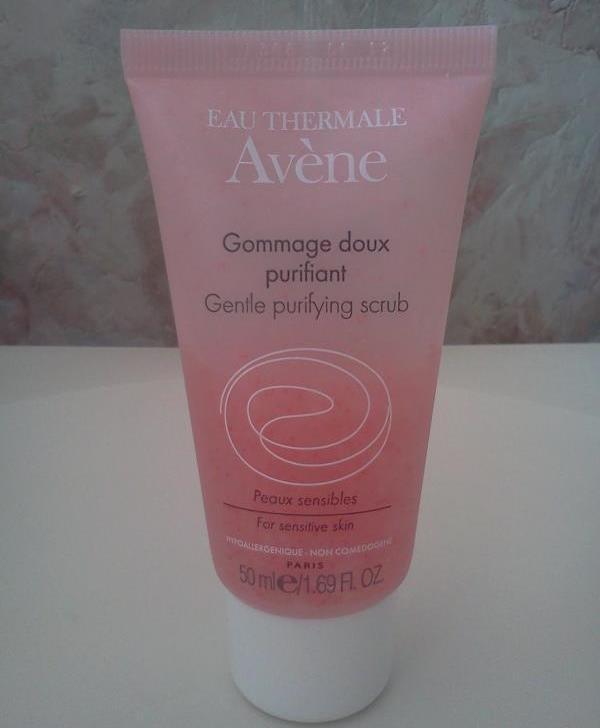 EAU THERMALE
Avène
Gommage doux
purifiant
Gentle purifying scrub
Peaux sensibles
For sensitive skin
HYPOALLERGENIQUE - NON COMEDOGENE
PARIS
50 ml e/1.69 Fl. OZ.